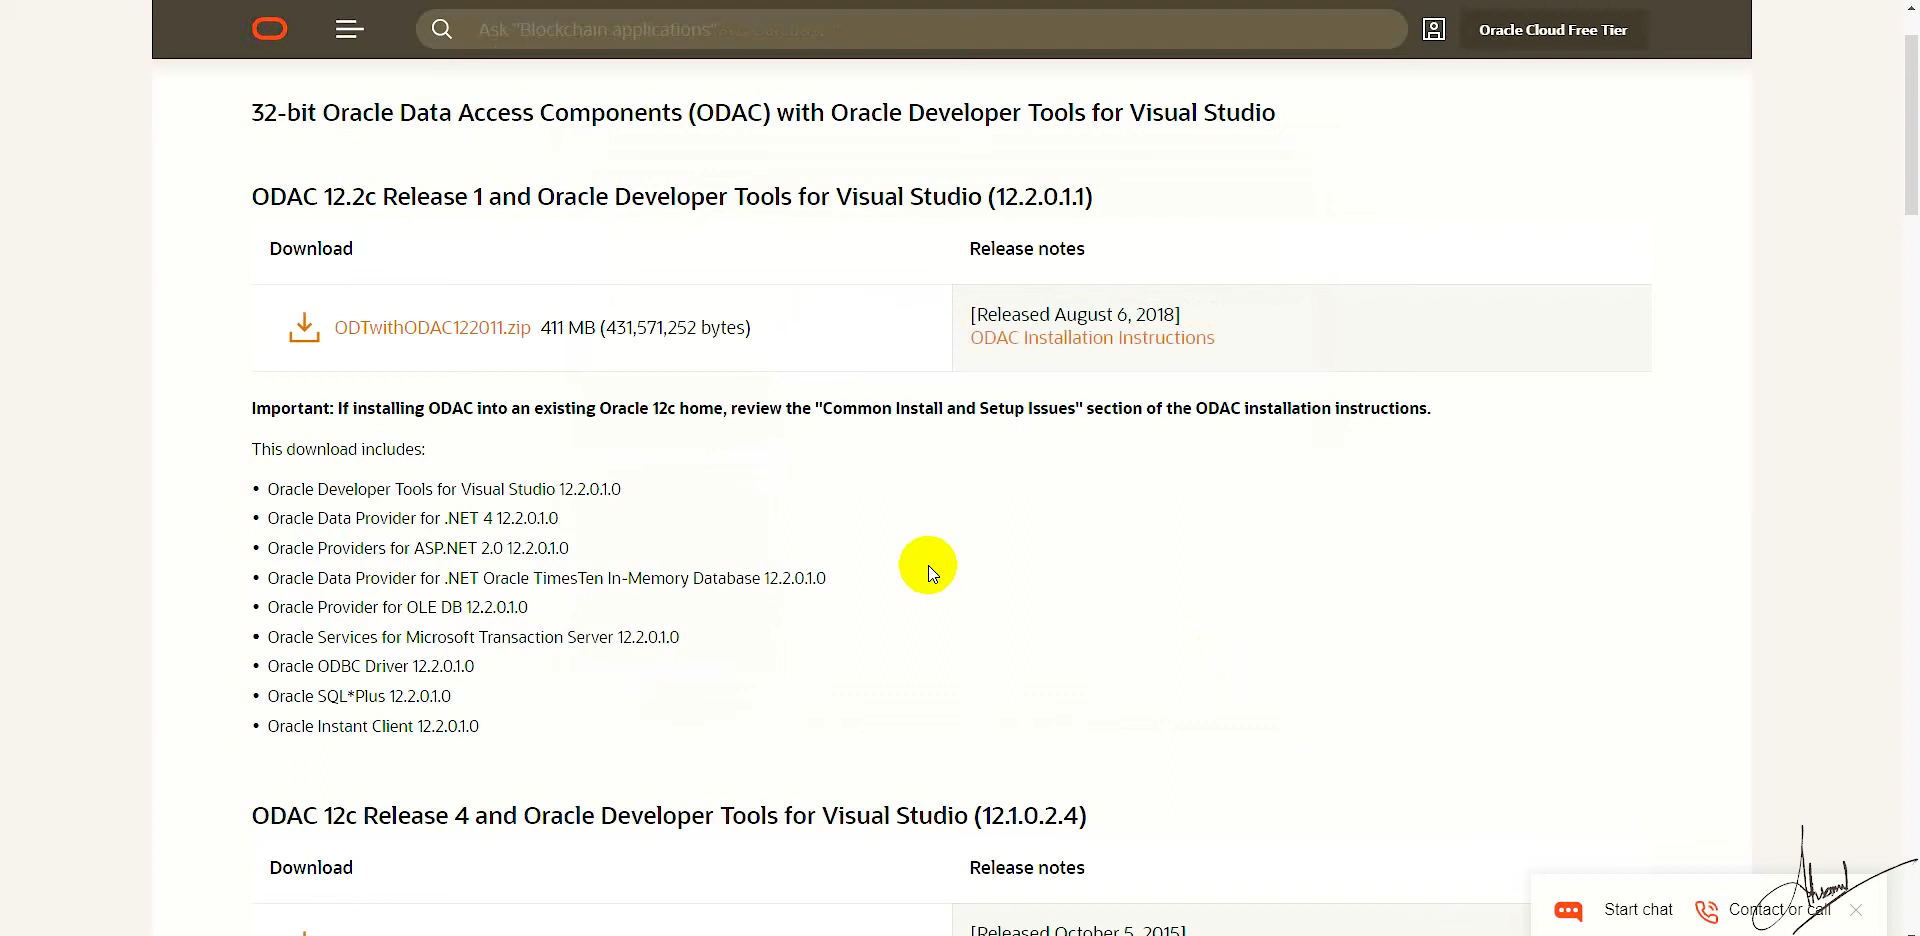 Ask "Blockchain applications"
Oracle Cloud Free Tier
32-bit Oracle Data Access Components (ODAC) with Oracle Developer Tools for Visual Studio
ODAC 12.2c Release 1 and Oracle Developer Tools for Visual Studio (12.2.0.1.1)
Download
Release notes
ODTwithODAC122011.zip 411 MB (431,571,252 bytes)
[Released August 6, 2018]
ODAC Installation Instructions
Important: If installing ODAC into an existing Oracle 12c home, review the "Common Install and Setup Issues" section of the ODAC installation instructions.
This download includes:
• Oracle Developer Tools for Visual Studio 12.2.0.1.0
• Oracle Data Provider for .NET 4 12.2.0.1.0
• Oracle Providers for ASP.NET 2.0 12.2.0.1.0
• Oracle Data Provider for .NET Oracle TimesTen In-Memory Database 12.2.0.1.0
• Oracle Provider for OLE DB 12.2.0.1.0
• Oracle Services for Microsoft Transaction Server 12.2.0.1.0
• Oracle ODBC Driver 12.2.0.1.0
• Oracle SQL*Plus 12.2.0.1.0
• Oracle Instant Client 12.2.0.1.0
ODAC 12c Release 4 and Oracle Developer Tools for Visual Studio (12.1.0.2.4)
Download
Release notes
[Released October 5, 2015]
Start chat
Contact or call